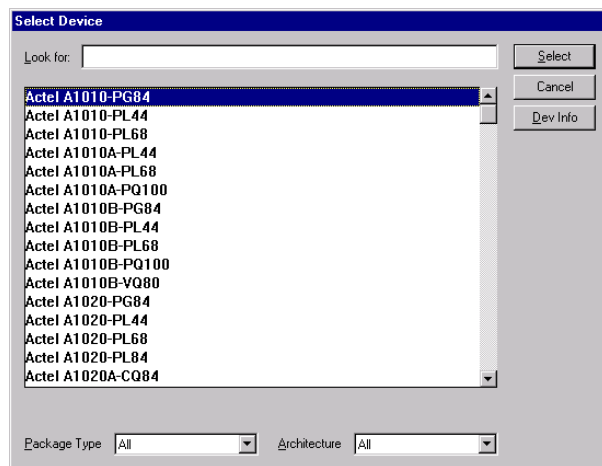 Select Device
Look for:
Select
Cancel
Dev Info
Actel A1010-PG84
Actel A1010-PL44
Actel A1010-PL68
Actel A1010A-PL44
Actel A1010A-PL68
Actel A1010A-PQ100
Actel A1010B-PG84
Actel A1010B-PL44
Actel A1010B-PL68
Actel A1010B-PQ100
Actel A1010B-VQ80
Actel A1020-PG84
Actel A1020-PL44
Actel A1020-PL68
Actel A1020-PL84
Actel A1020A-CQ84
Package Type All Architecture All